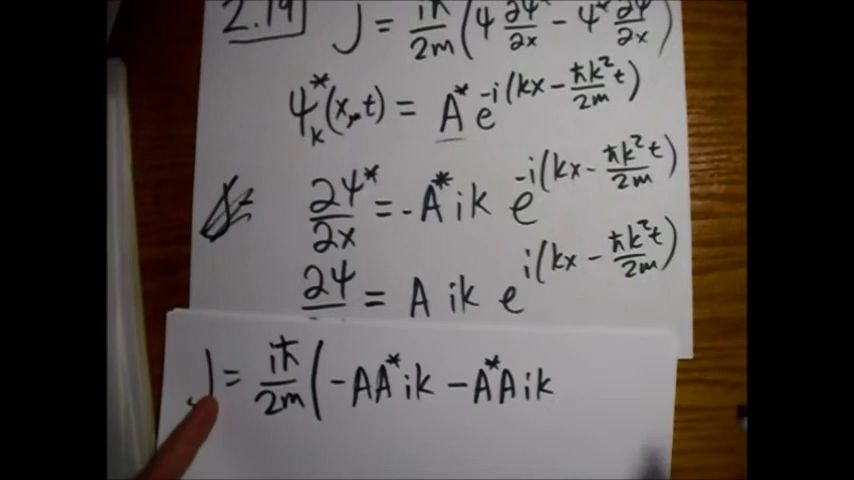 2.19 J = iħ/2m (Ψ ∂Ψ*/∂x - Ψ* ∂Ψ/∂x)
Ψ*ₖ(x,t) = A* e^-i(kx - ħk²t/2m)
∂Ψ*/∂x = -A* ik e^-i(kx - ħk²t/2m)
∂Ψ = A ik e^i(kx - ħk²t/2m)
J = iħ/2m (-AA* ik - A*A ik